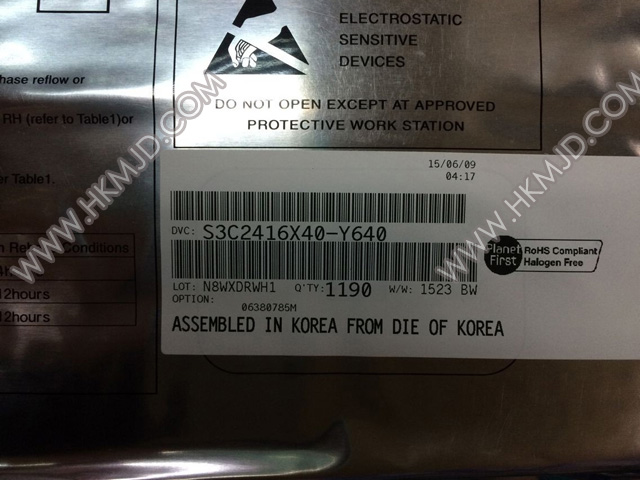 ELECTROSTATIC
SENSITIVE
DEVICES
DO NOT OPEN EXCEPT AT APPROVED
PROTECTIVE WORK STATION
hase reflow or
RH (refer to Table1)or
er Table1.
Conditions
12hours
12hours
15/06/09
04:17
DVC: S3C2416X40-Y640
Planet First
RoHS Compliant
Halogen Free
LOT: N8WXDRWH1 Q'TY: 1190 W/W: 1523 BW
OPTION: 06380785M
ASSEMBLED IN KOREA FROM DIE OF KOREA
WWW.HKMJD.COM
WWW.HKMJD.COM
WWW.HKMJD.COM